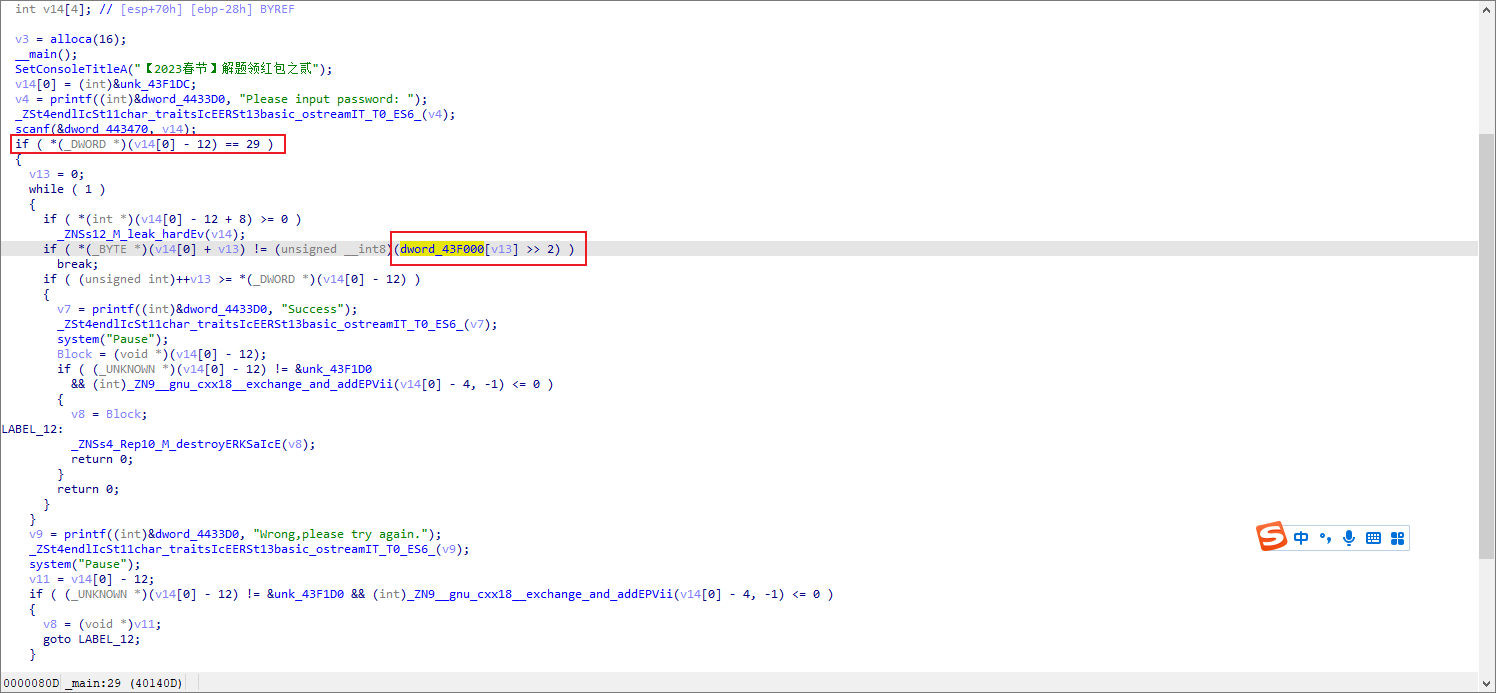 int v14[4]; // [esp+70h] [ebp-28h] BYREF
v3 = alloca(16);
__main();
SetConsoleTitleA("【2023春节】解题领红包之贰");
v14[0] = (int)&unk_43F1DC;
v4 = printf((int)&dword_4433D0, "Please input password: ");
_ZSt4endlIcSt11char_traitsIcEERSt13basic_ostreamIT_T0_ES6_(v4);
scanf(&dword_443470, v14);
if ( *(_DWORD *)(v14[0] - 12) == 29 )
{
v13 = 0;
while ( 1 )
{
if ( *(int *)(v14[0] - 12 + 8) >= 0 )
_ZNSs12_M_leak_hardEv(v14);
if ( *(_BYTE *)(v14[0] + v13) != (unsigned __int8)(dword_43F000[v13] >> 2) )
break;
if ( (unsigned int)++v13 >= *(_DWORD *)(v14[0] - 12) )
{
v7 = printf((int)&dword_4433D0, "Success");
_ZSt4endlIcSt11char_traitsIcEERSt13basic_ostreamIT_T0_ES6_(v7);
system("Pause");
Block = (void *)(v14[0] - 12);
if ( (_UNKNOWN *)(v14[0] - 12) != &unk_43F1D0
&& (int)_ZN9__gnu_cxx18__exchange_and_addEPVii(v14[0] - 4, -1) <= 0 )
{
v8 = Block;
LABEL_12:
_ZNSs4_Rep10_M_destroyERKSaIcE(v8);
return 0;
}
return 0;
}
}
v9 = printf((int)&dword_4433D0, "Wrong,please try again.");
_ZSt4endlIcSt11char_traitsIcEERSt13basic_ostreamIT_T0_ES6_(v9);
system("Pause");
v11 = v14[0] - 12;
if ( (_UNKNOWN *)(v14[0] - 12) != &unk_43F1D0 && (int)_ZN9__gnu_cxx18__exchange_and_addEPVii(v14[0] - 4, -1) <= 0 )
{
v8 = (void *)v11;
goto LABEL_12;
}
S 中
0000080D _main:29 (40140D)